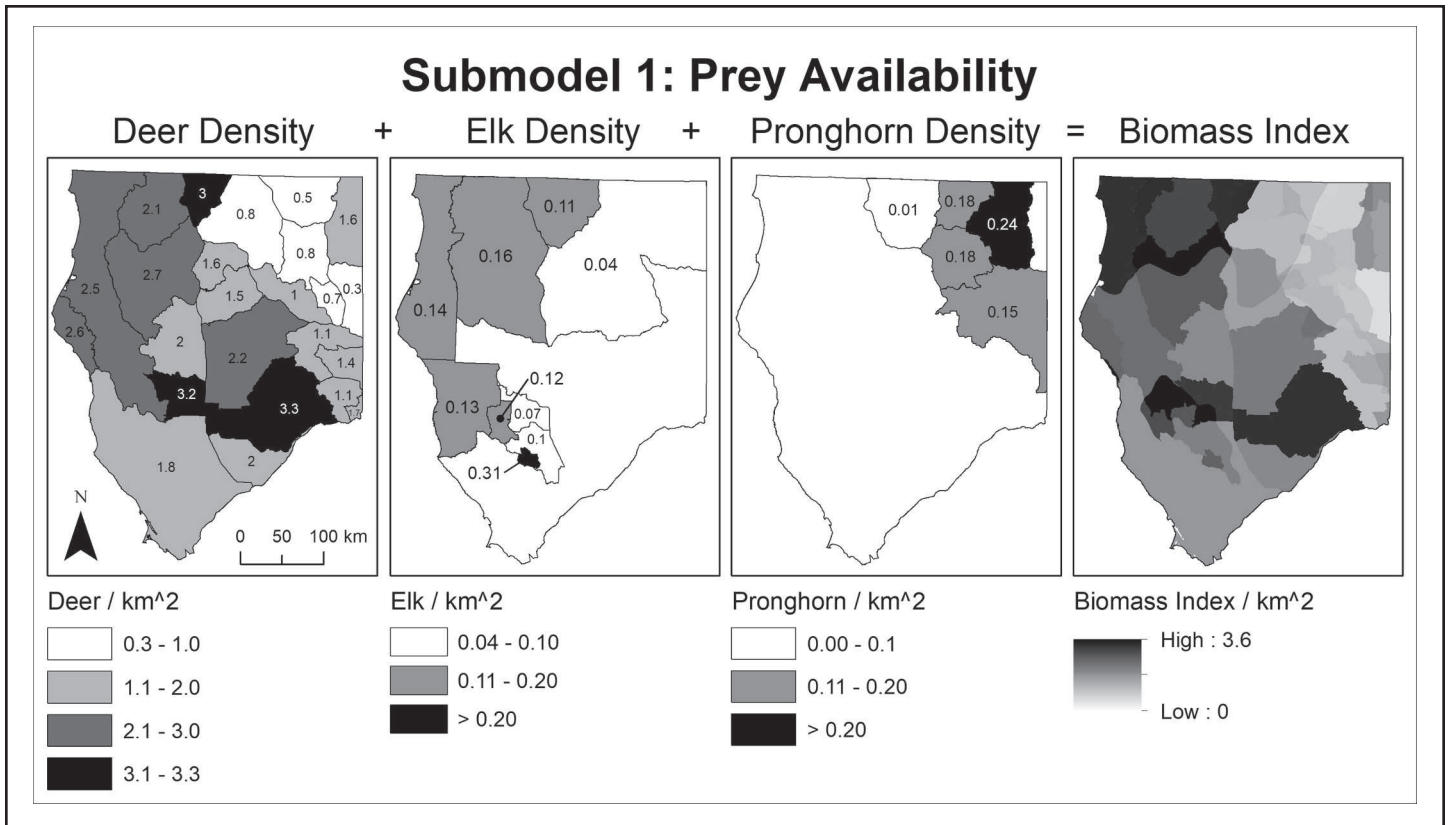 Submodel 1: Prey Availability
Deer Density + Elk Density + Pronghorn Density = Biomass Index
3
2.1
0.5
0.8
1.6
0.8
2.7
1.6
2.5
1.5
1
0.7
0.3
2.6
2
2.2
1.1
1.4
3.2
3.3
1.1
1.7
1.8
2
N
0 50 100 km
0.11
0.16
0.04
0.14
0.12
0.13
0.07
0.1
0.31
0.01
0.18
0.24
0.18
0.15
Deer / km^2
0.3 - 1.0
1.1 - 2.0
2.1 - 3.0
3.1 - 3.3
Elk / km^2
0.04 - 0.10
0.11 - 0.20
> 0.20
Pronghorn / km^2
0.00 - 0.1
0.11 - 0.20
> 0.20
Biomass Index / km^2
High : 3.6
Low : 0